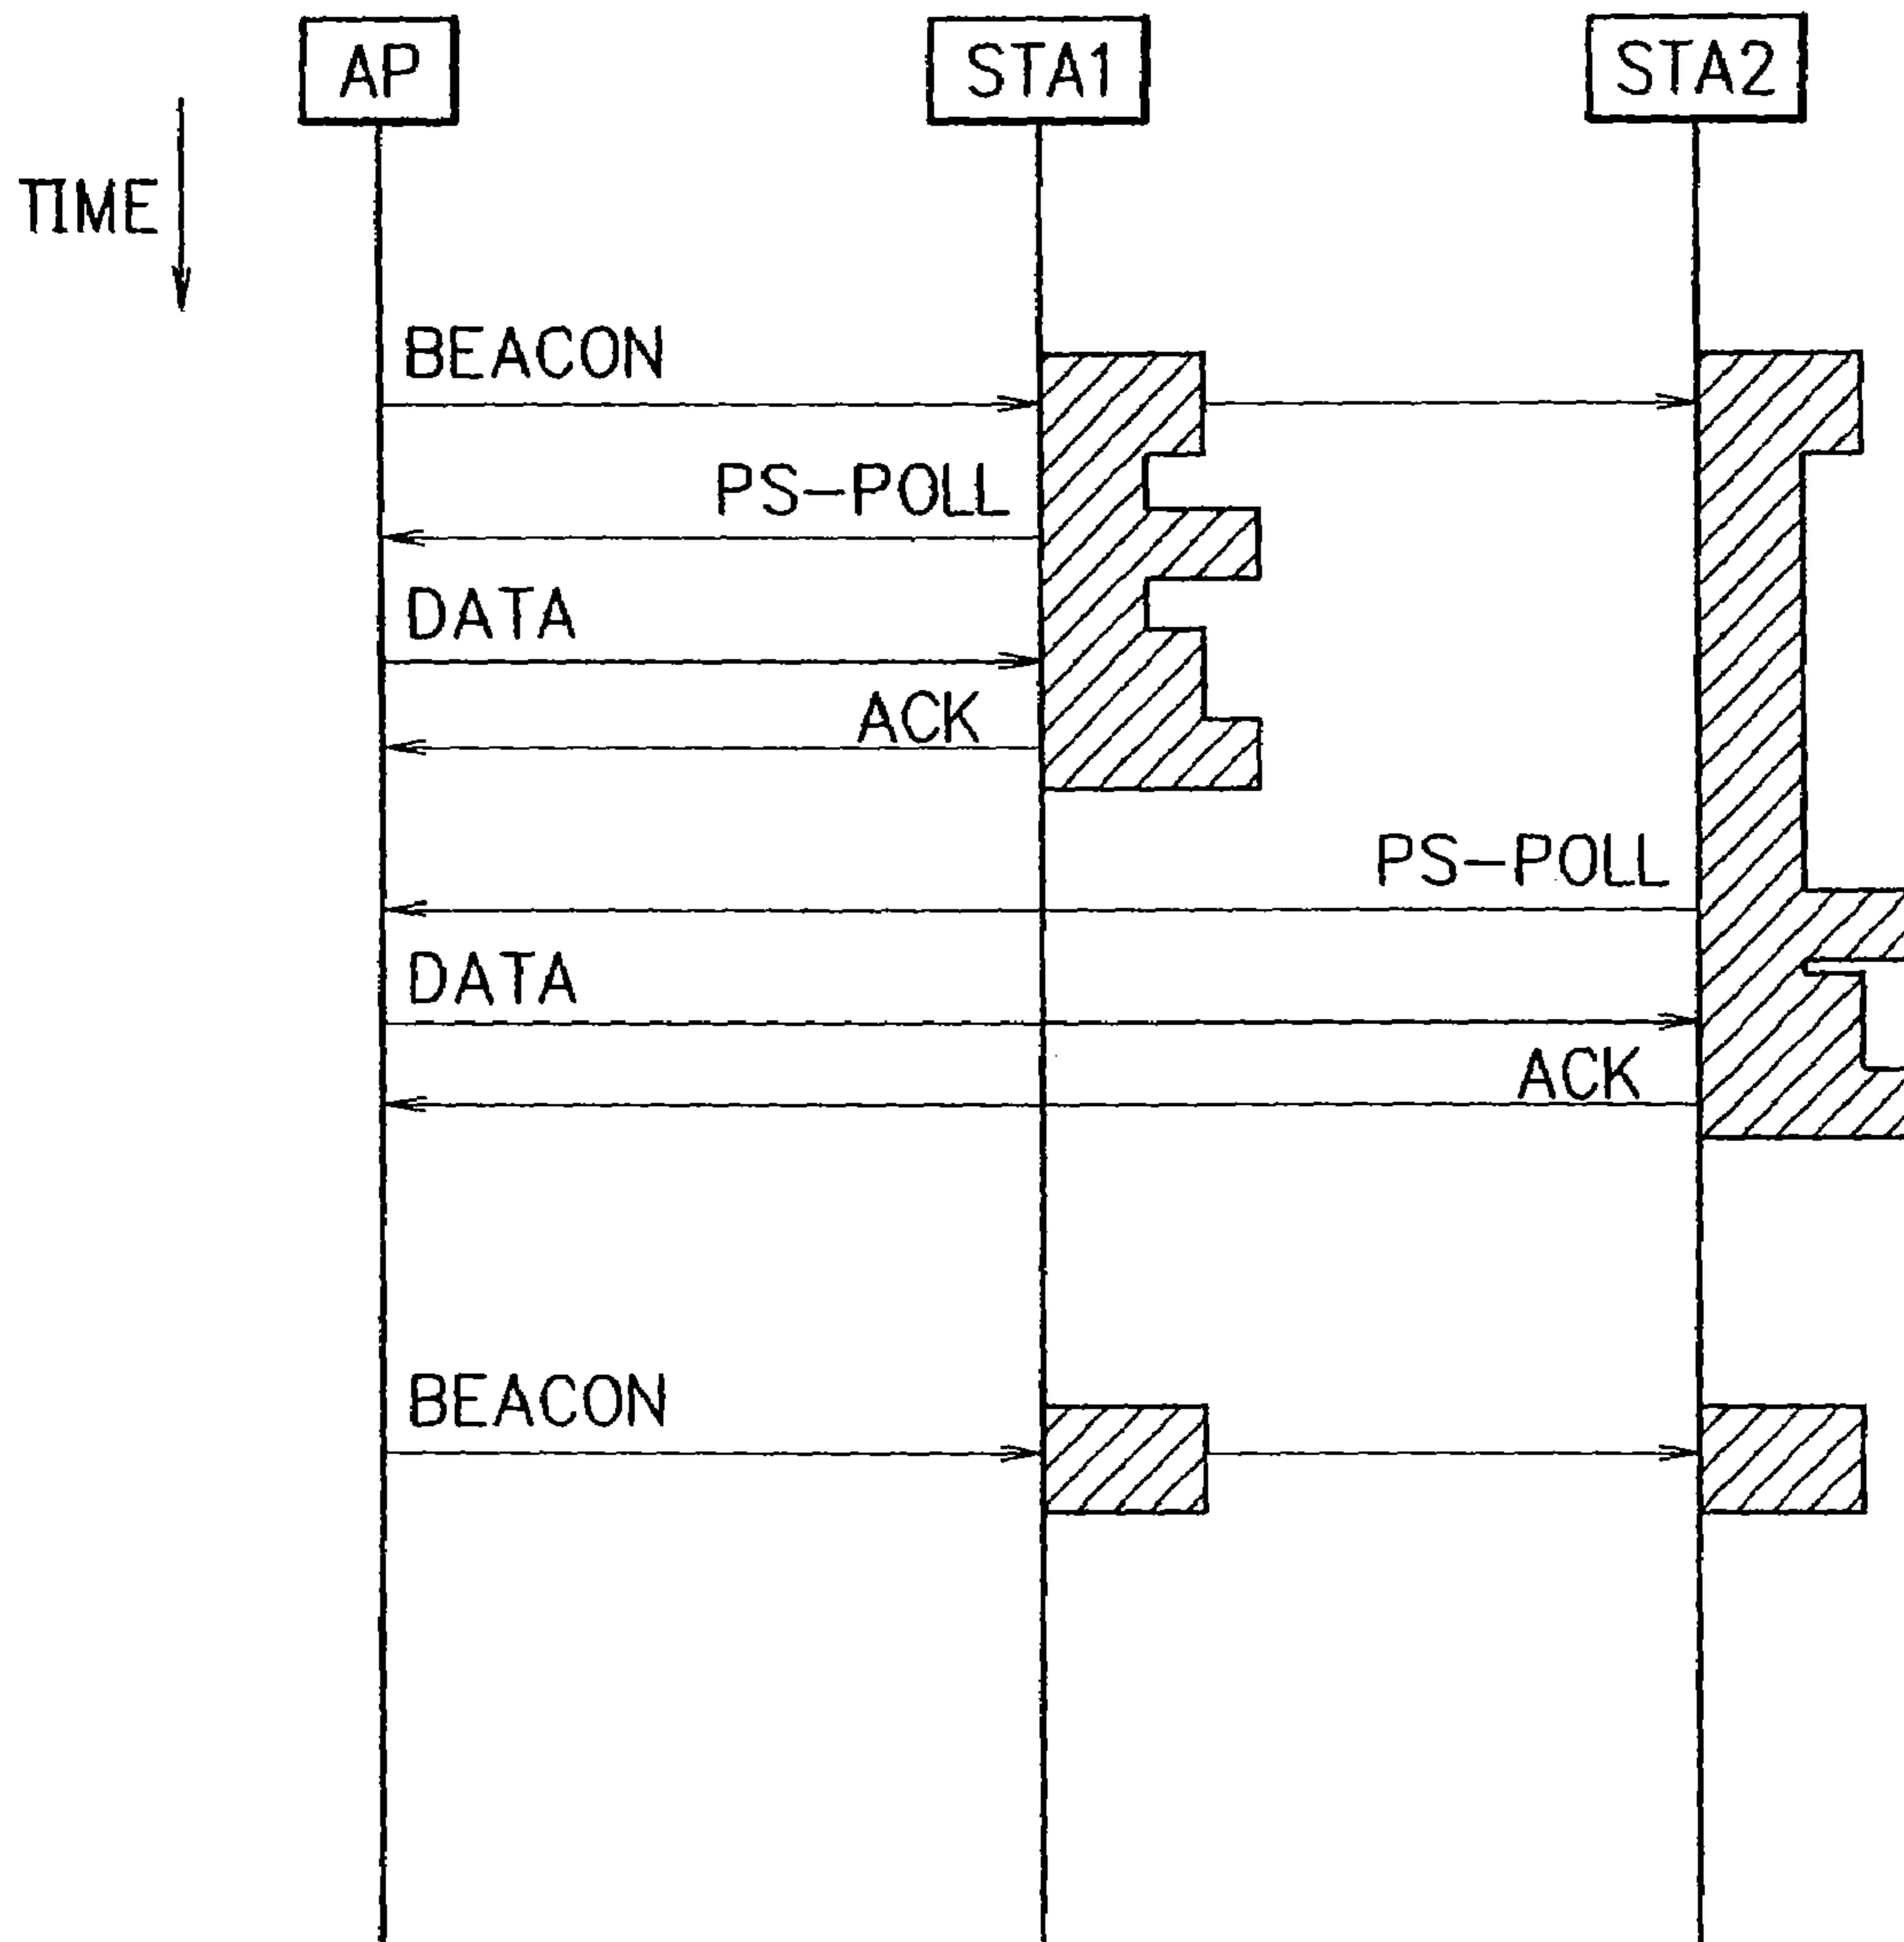 AP
STA1
STA2
TIME
BEACON
PS-POLL
DATA
ACK
PS-POLL
DATA
ACK
BEACON